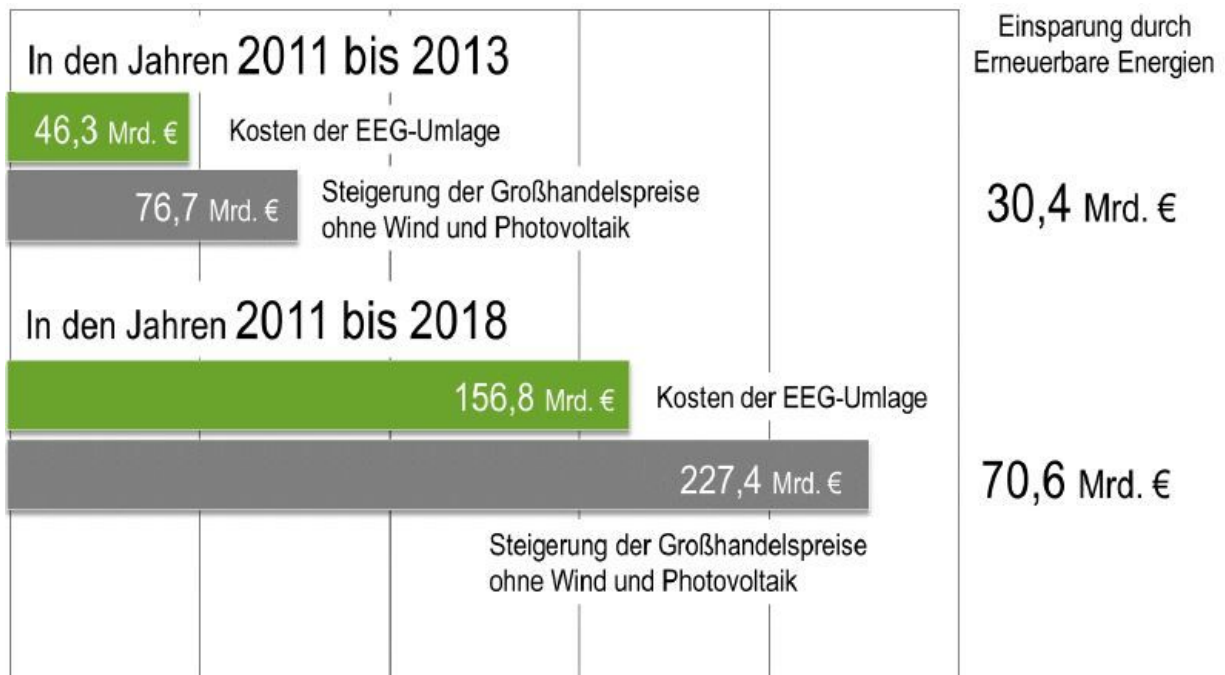 Einsparung durch
Erneuerbare Energien
In den Jahren 2011 bis 2013
46,3 Mrd. €
Kosten der EEG-Umlage
76,7 Mrd. €
Steigerung der Großhandelspreise
ohne Wind und Photovoltaik
30,4 Mrd. €
In den Jahren 2011 bis 2018
156,8 Mrd. €
Kosten der EEG-Umlage
227,4 Mrd. €
70,6 Mrd. €
Steigerung der Großhandelspreise
ohne Wind und Photovoltaik